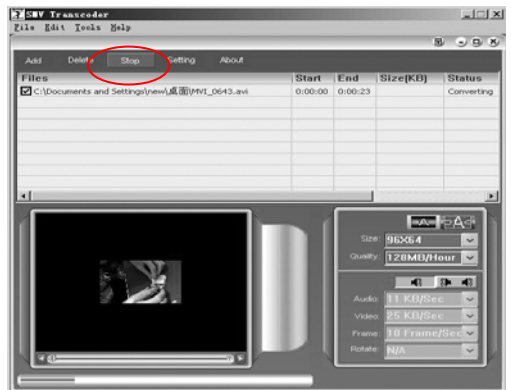 SMV Transcoder
File Edit Tools Help
Add Delete Stop Setting About
Files Start End Size[KB] Status
C:\Documents and Settings\new\桌面\MVI_0643.avi 0:00:00 0:00:23 Converting
Size: 96X64
Quality: 128MB/Hour
Audio: 11 KB/Sec
Video: 25 KB/Sec
Frame: 10 Frame/Sec
Rotate: N/A